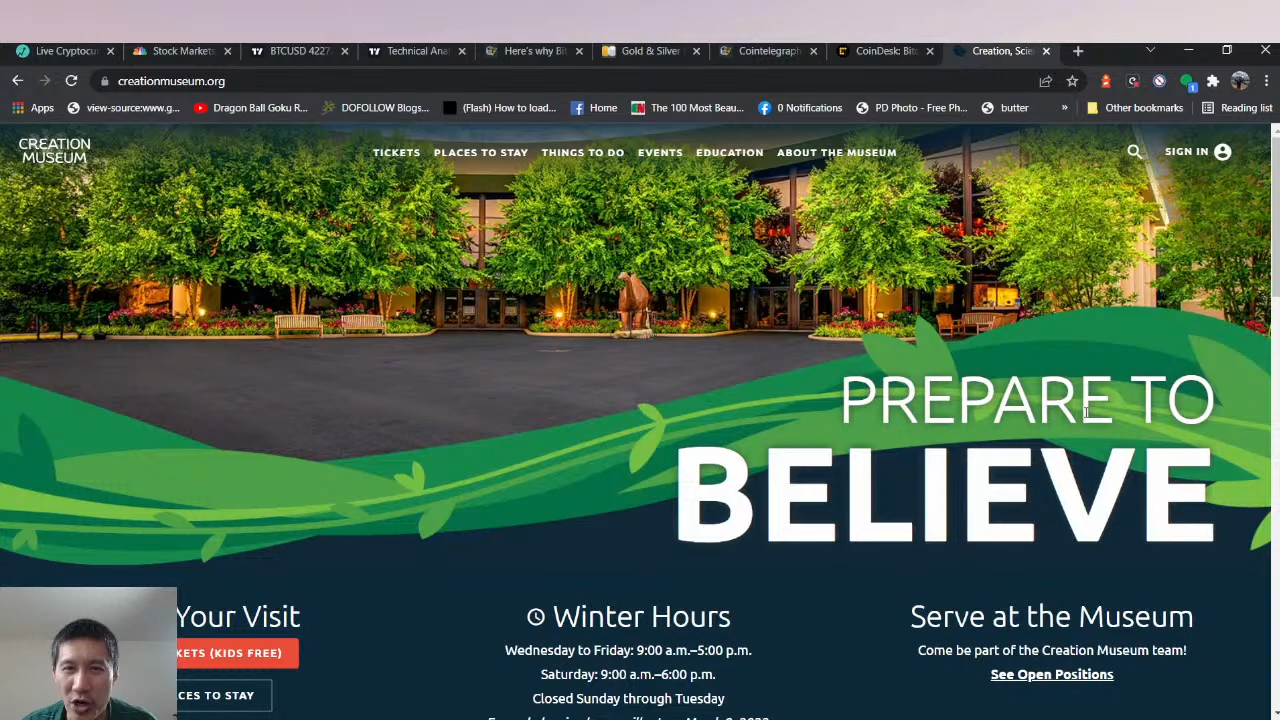 Live Cryptocur
Stock Markets
BTCUSD 4227
Technical Ana
Here's why Bit
Gold & Silver
Cointelegraph
CoinDesk: Bitc
Creation, Scie
creationmuseum.org
Apps
view-source:www.g...
Dragon Ball Goku R...
DOFOLLOW Blogs...
(Flash) How to load...
Home
The 100 Most Beau...
0 Notifications
PD Photo - Free Ph...
butter
»
Other bookmarks
Reading list
CREATION
MUSEUM
TICKETS
PLACES TO STAY
THINGS TO DO
EVENTS
EDUCATION
ABOUT THE MUSEUM
SIGN IN
PREPARE TO
BELIEVE
Your Visit
KETS (KIDS FREE)
CES TO STAY
Winter Hours
Wednesday to Friday: 9:00 a.m.–5:00 p.m.
Saturday: 9:00 a.m.–6:00 p.m.
Closed Sunday through Tuesday
Serve at the Museum
Come be part of the Creation Museum team!
See Open Positions